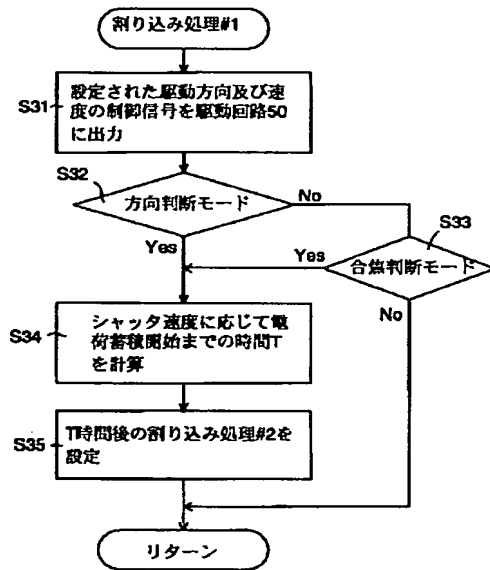 割り込み処理#1
S31
設定された駆動方向及び速
度の制御信号を駆動回路50
に出力
S32
方向判断モード
No
Yes
S33
合焦判断モード
Yes
No
S34
シャッタ速度に応じて電
荷蓄積開始までの時間T
を計算
S35
T時間後の割り込み処理#2を
設定
リターン